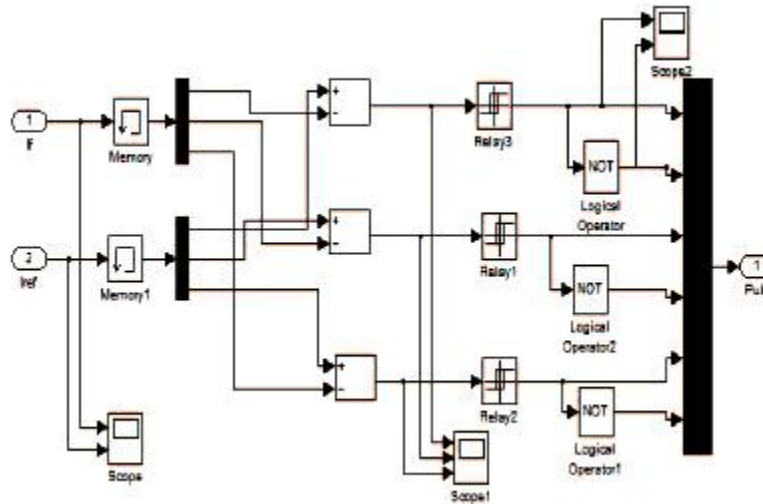 1
Memory
2
Iref
Memory1
Scope
+
−
+
−
+
−
Relay3
Relay1
Relay2
Scope2
NOT
Logical
Operator
NOT
Logical
Operator2
NOT
Logical
Operator1
Scope1
1